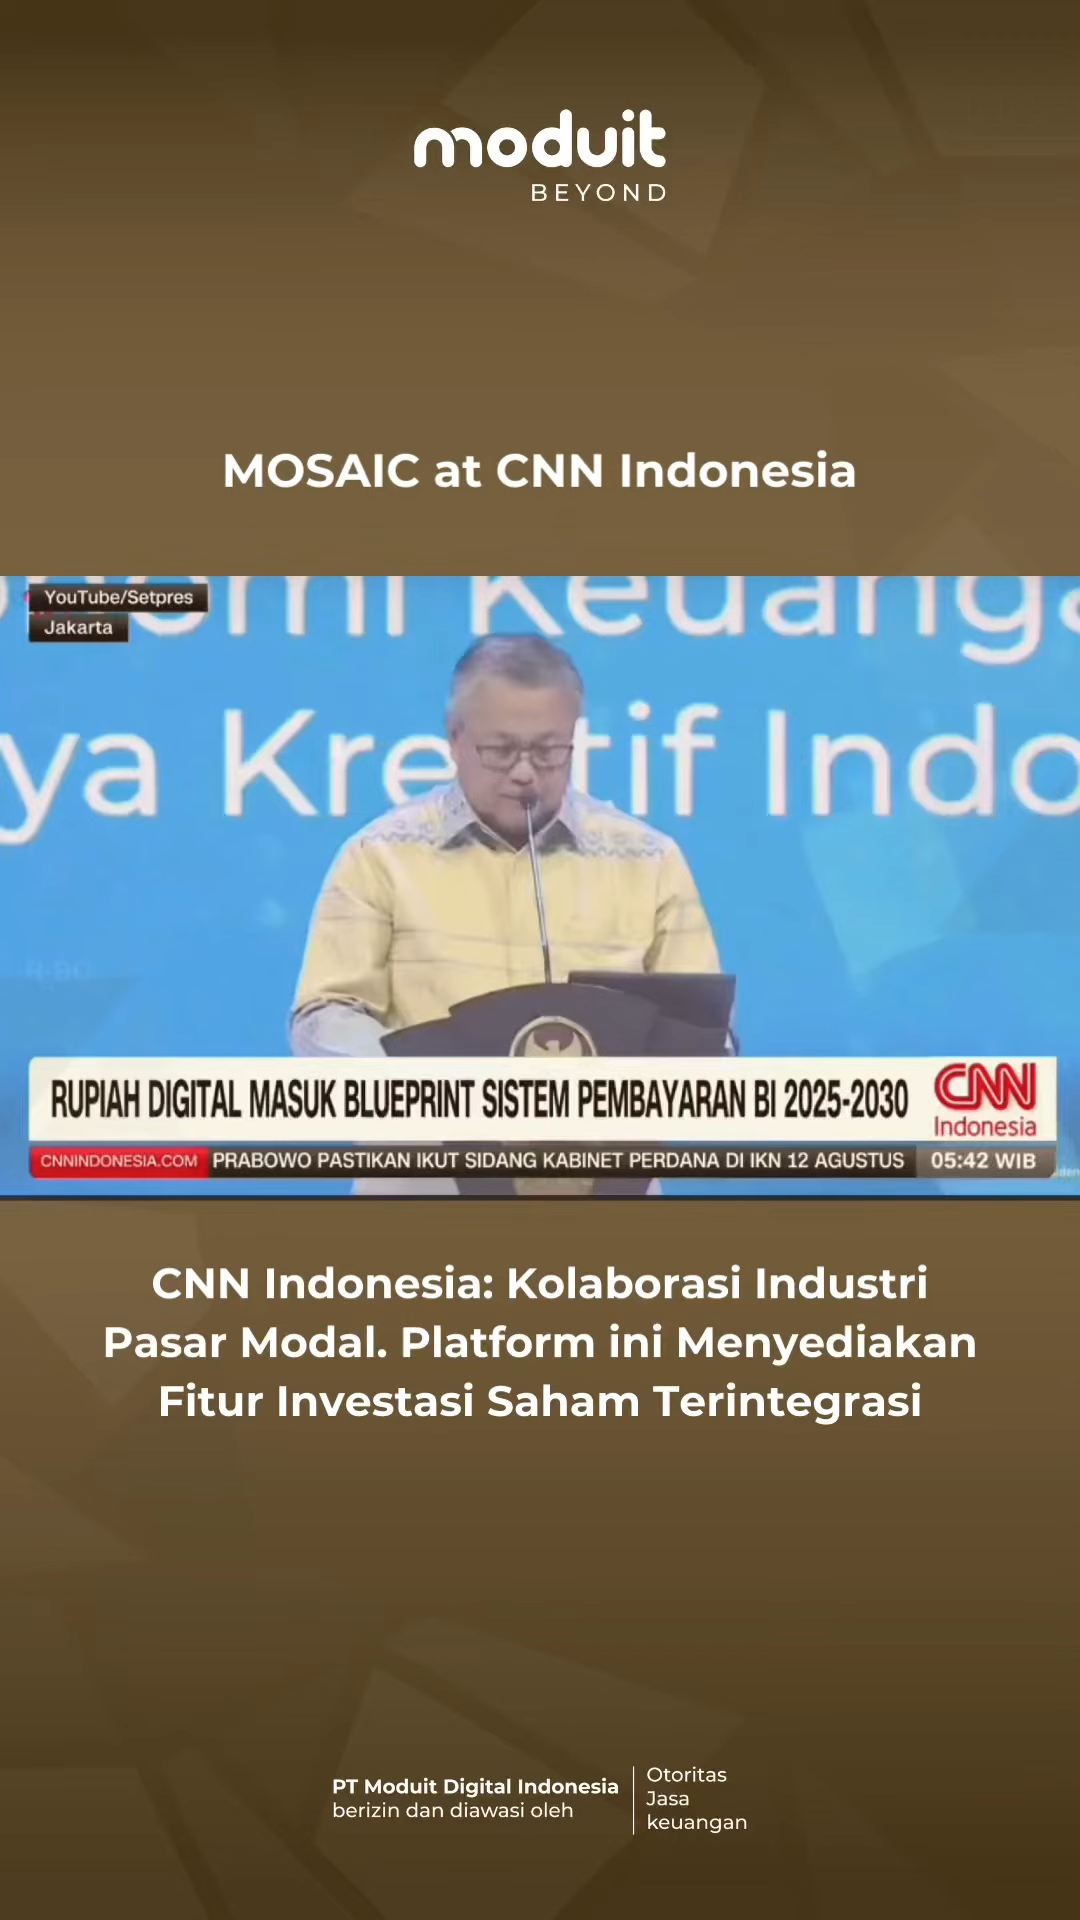 moduit
BEYOND
MOSAIC at CNN Indonesia
YouTube/Setpres
Jakarta
Keuang
ya Kre tif Indo
RUPIAH DIGITAL MASUK BLUEPRINT SISTEM PEMBAYARAN BI 2025-2030
CNN
Indonesia
CNNINDONESIA.COM PRABOWO PASTIKAN IKUT SIDANG KABINET PERDANA DI IKN 12 AGUSTUS 05:42 WIB
CNN Indonesia: Kolaborasi Industri
Pasar Modal. Platform ini Menyediakan
Fitur Investasi Saham Terintegrasi
PT Moduit Digital Indonesia
berizin dan diawasi oleh
Otoritas
Jasa
keuangan